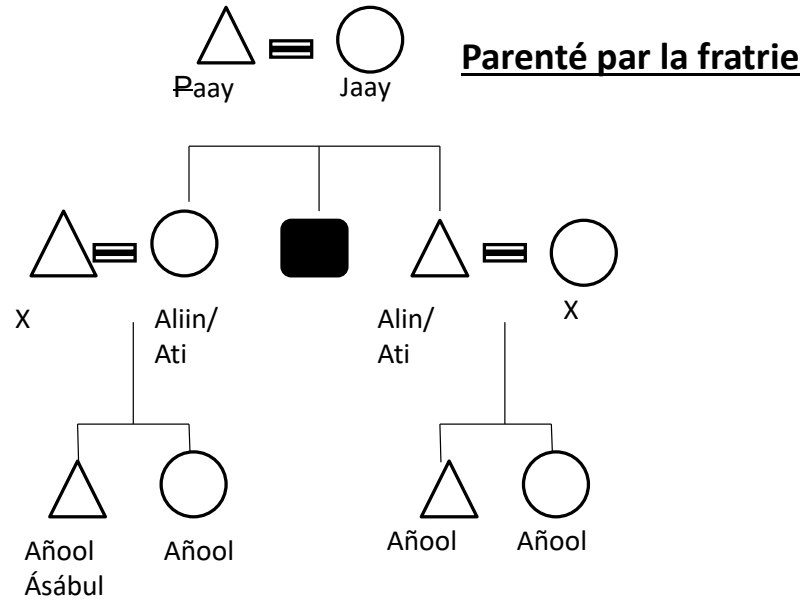 Parenté par la fratrie
Paay
Jaay
X
Aliin/
Ati
Alin/
Ati
X
Añool
Ásábul
Añool
Añool
Añool